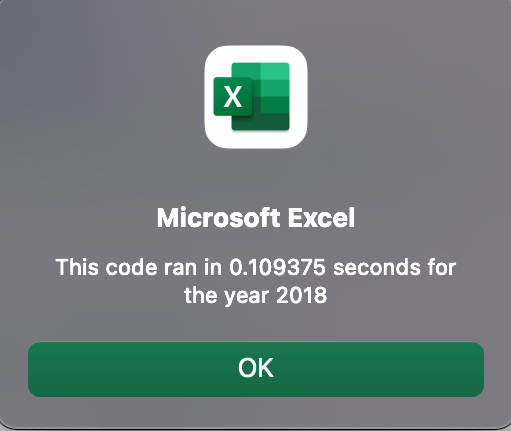 X
Microsoft Excel
This code ran in 0.109375 seconds for
the year 2018
OK